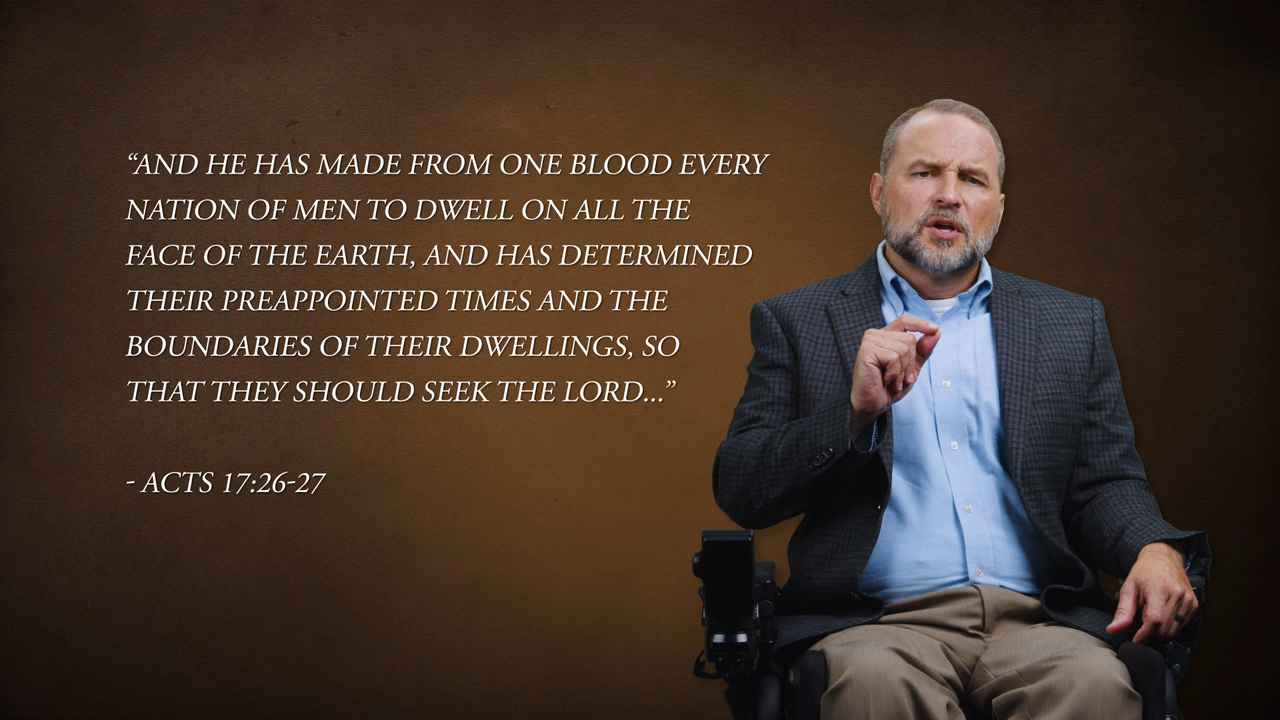 “AND HE HAS MADE FROM ONE BLOOD EVERY
NATION OF MEN TO DWELL ON ALL THE
FACE OF THE EARTH, AND HAS DETERMINED
THEIR PREAPPOINTED TIMES AND THE
BOUNDARIES OF THEIR DWELLINGS, SO
THAT THEY SHOULD SEEK THE LORD...”
- ACTS 17:26-27